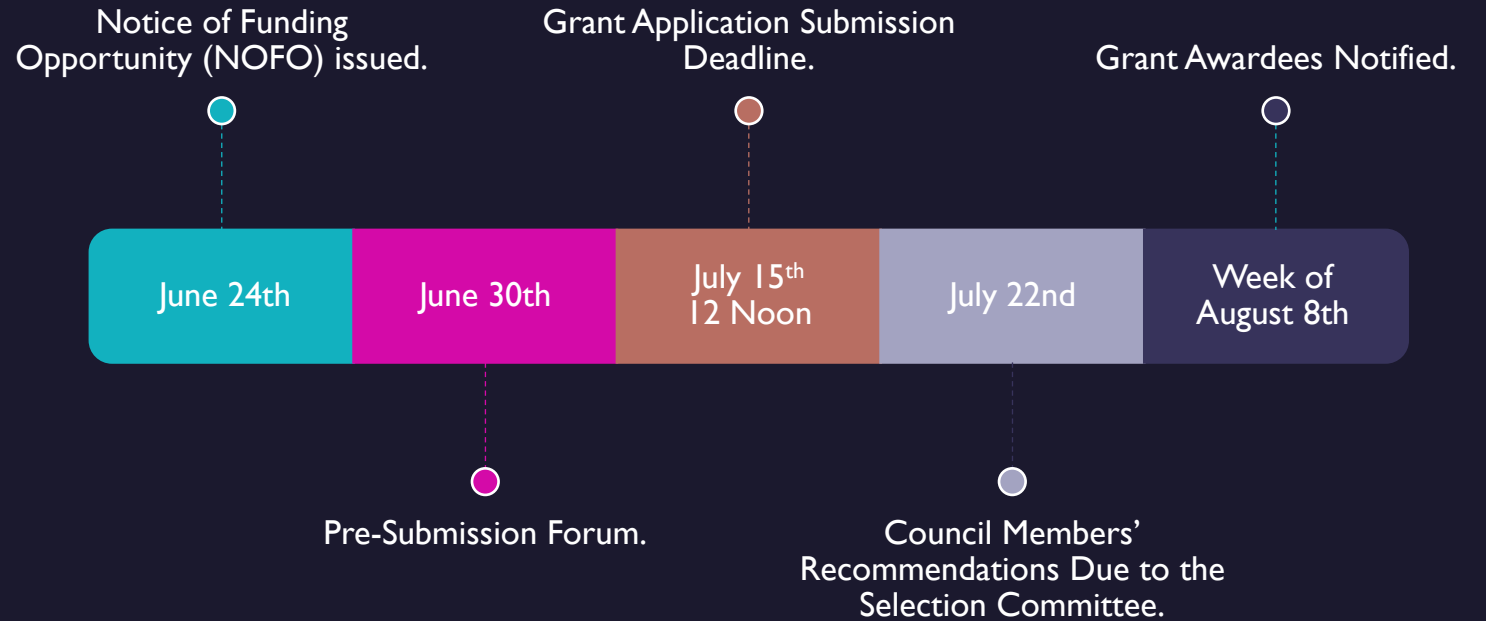 Notice of Funding
Opportunity (NOFO) issued.
Grant Application Submission
Deadline.
Grant Awardees Notified.
June 24th
June 30th
July 15th
12 Noon
July 22nd
Week of
August 8th
Pre-Submission Forum.
Council Members’
Recommendations Due to the
Selection Committee.